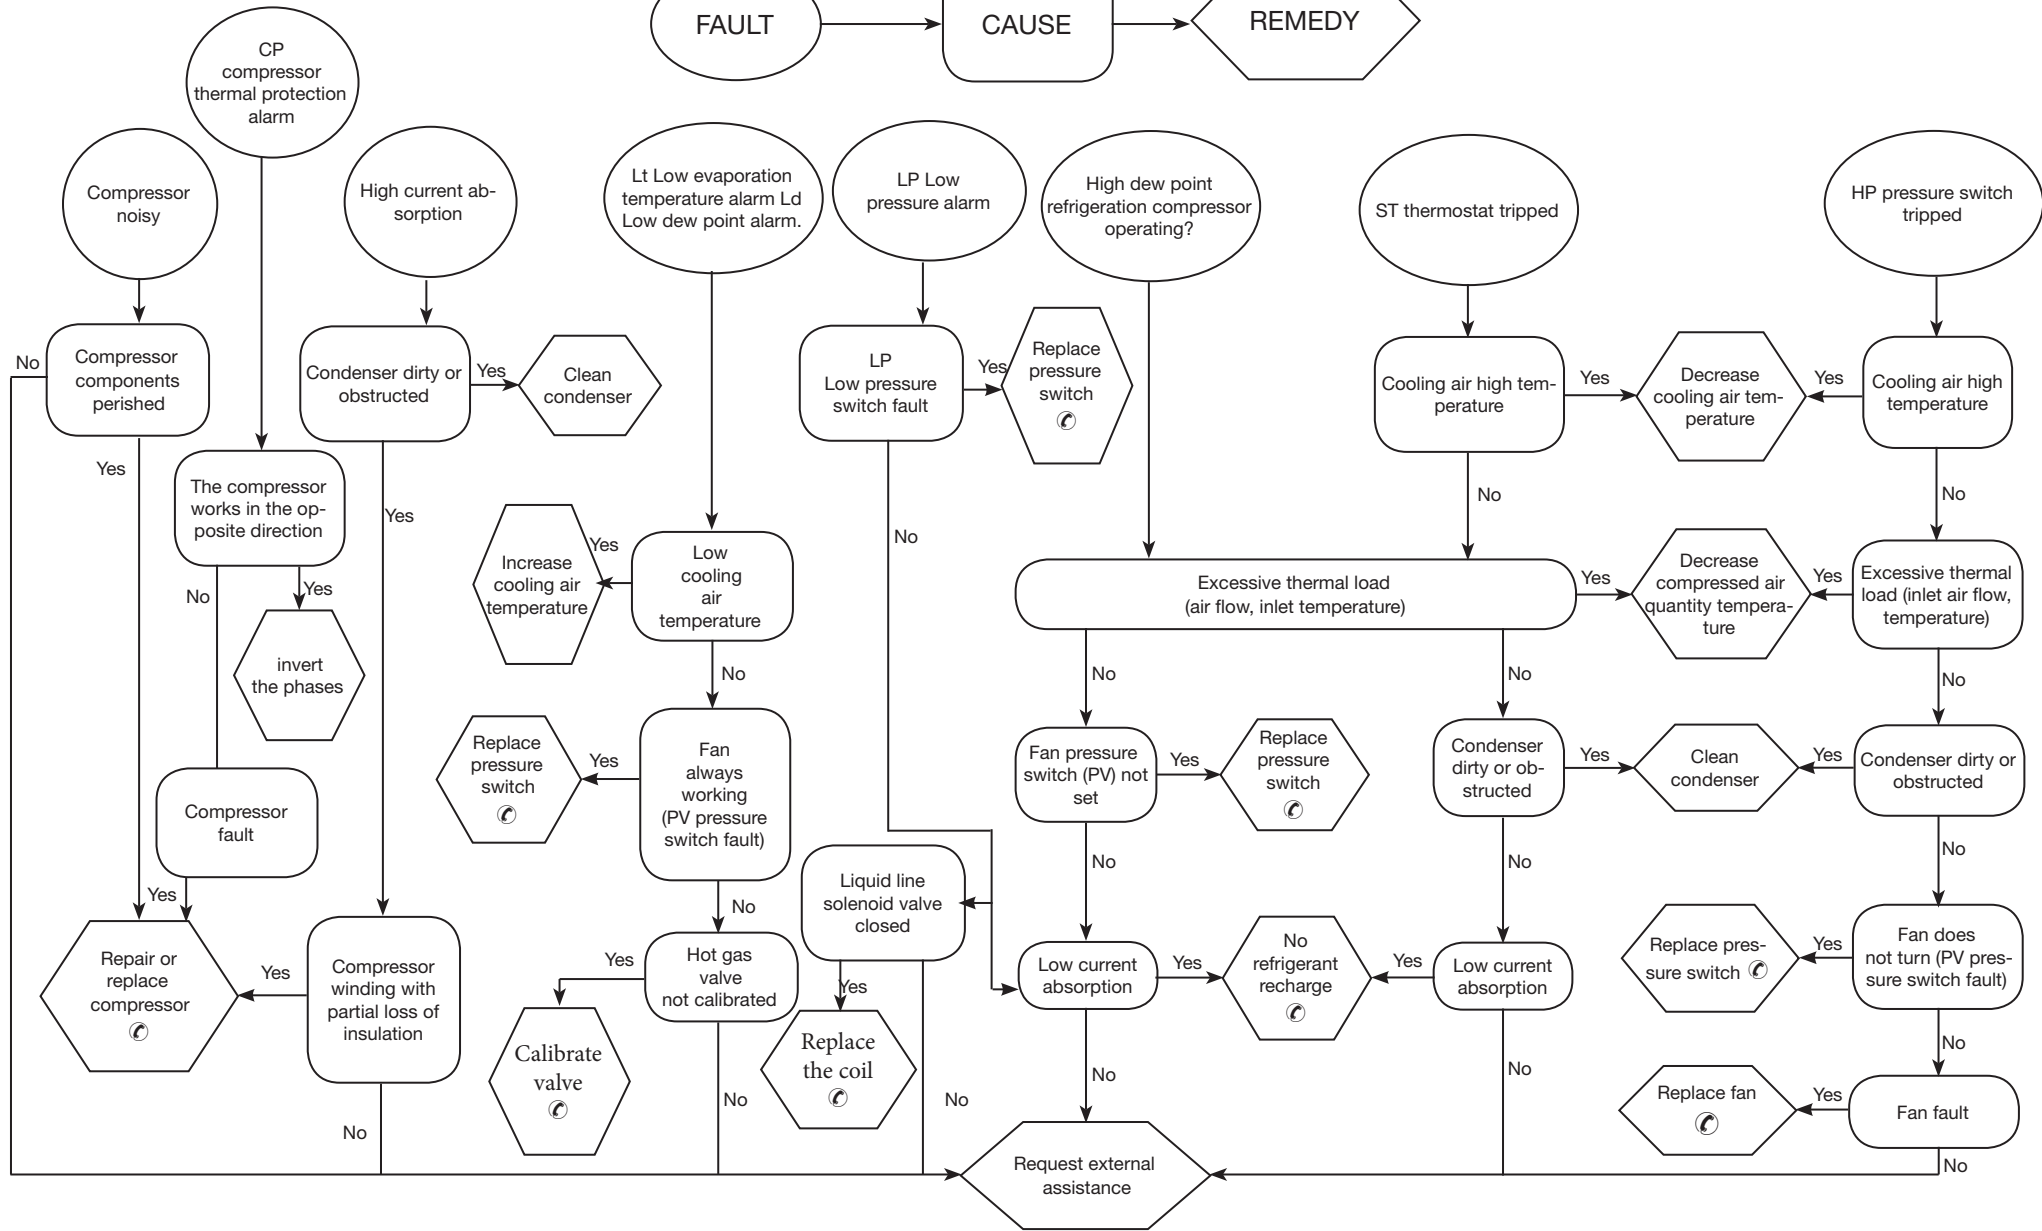 FAULT
CAUSE
REMEDY
CP
compressor
thermal protection
alarm
Compressor
noisy
High current ab-
sorption
Lt Low evaporation
temperature alarm Ld
Low dew point alarm.
LP Low
pressure alarm
High dew point
refrigeration compressor
operating?
ST thermostat tripped
HP pressure switch
tripped
No
Compressor
components
perished
Condenser dirty or
obstructed
Yes
Clean
condenser
LP
Low pressure
switch fault
Yes
Replace
pressure
switch
✆
Cooling air high tem-
perature
Yes
Decrease
cooling air tem-
perature
Yes
Cooling air high
temperature
Yes
The compressor
works in the op-
posite direction
Yes
No
No
No
Increase
cooling air
temperature
Yes
Low
cooling
air
temperature
Excessive thermal load
(air flow, inlet temperature)
Yes
Decrease
compressed air
quantity tempera-
ture
Yes
Excessive thermal
load (inlet air flow,
temperature)
No
Yes
invert
the phases
No
No
No
No
Replace
pressure
switch
✆
Yes
Fan
always
working
(PV pressure
switch fault)
Fan pressure
switch (PV) not
set
Yes
Replace
pressure
switch
✆
Condenser
dirty or ob-
structed
Yes
Clean
condenser
Yes
Condenser dirty or
obstructed
Compressor
fault
Yes
No
Liquid line
solenoid valve
closed
No
No
No
Repair or
replace
compressor
✆
Yes
Compressor
winding with
partial loss of
insulation
Yes
Hot gas
valve
not calibrated
Yes
Low current
absorption
Yes
No
refrigerant
recharge
✆
Yes
Low current
absorption
Replace pres-
sure switch ✆
Yes
Fan does
not turn (PV pres-
sure switch fault)
Calibrate
valve
✆
Replace
the coil
✆
No
No
No
No
No
No
Replace fan
✆
Yes
Fan fault
Request external
assistance
No